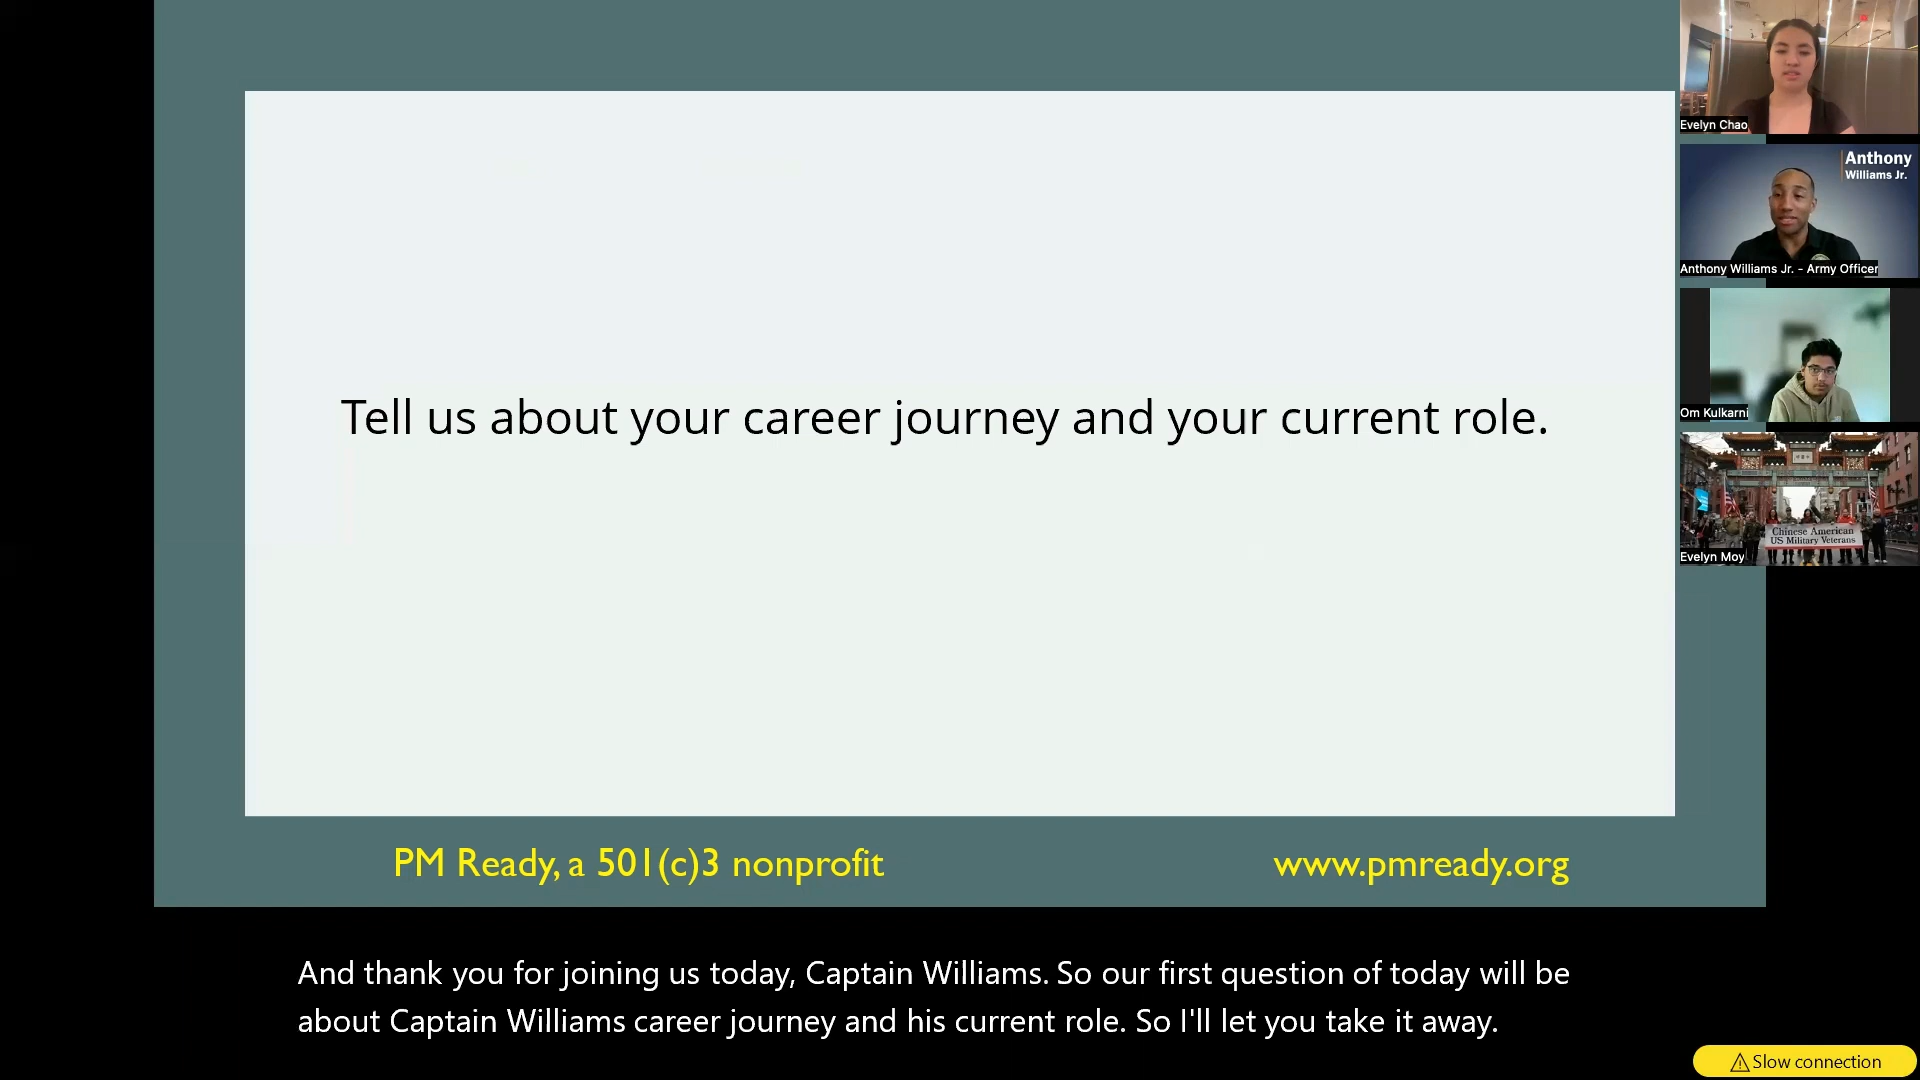 Tell us about your career journey and your current role.
PM Ready, a 501(c)3 nonprofit
www.pmready.org
Evelyn Chao
Anthony
Williams Jr.
Anthony Williams Jr. - Army Officer
Om Kulkarni
Chinese American
US Military Veterans
Evelyn Moy
And thank you for joining us today, Captain Williams. So our first question of today will be
about Captain Williams career journey and his current role. So I'll let you take it away.
Slow connection